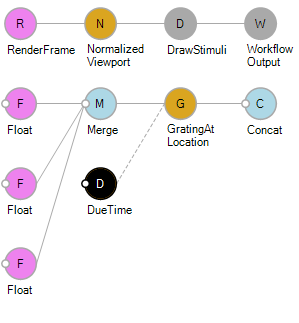 R N D W
RenderFrame Normalized Viewport DrawStimuli Workflow Output
F M G C
Float Merge GratingAt Location Concat
F D
Float DueTime
F
Float